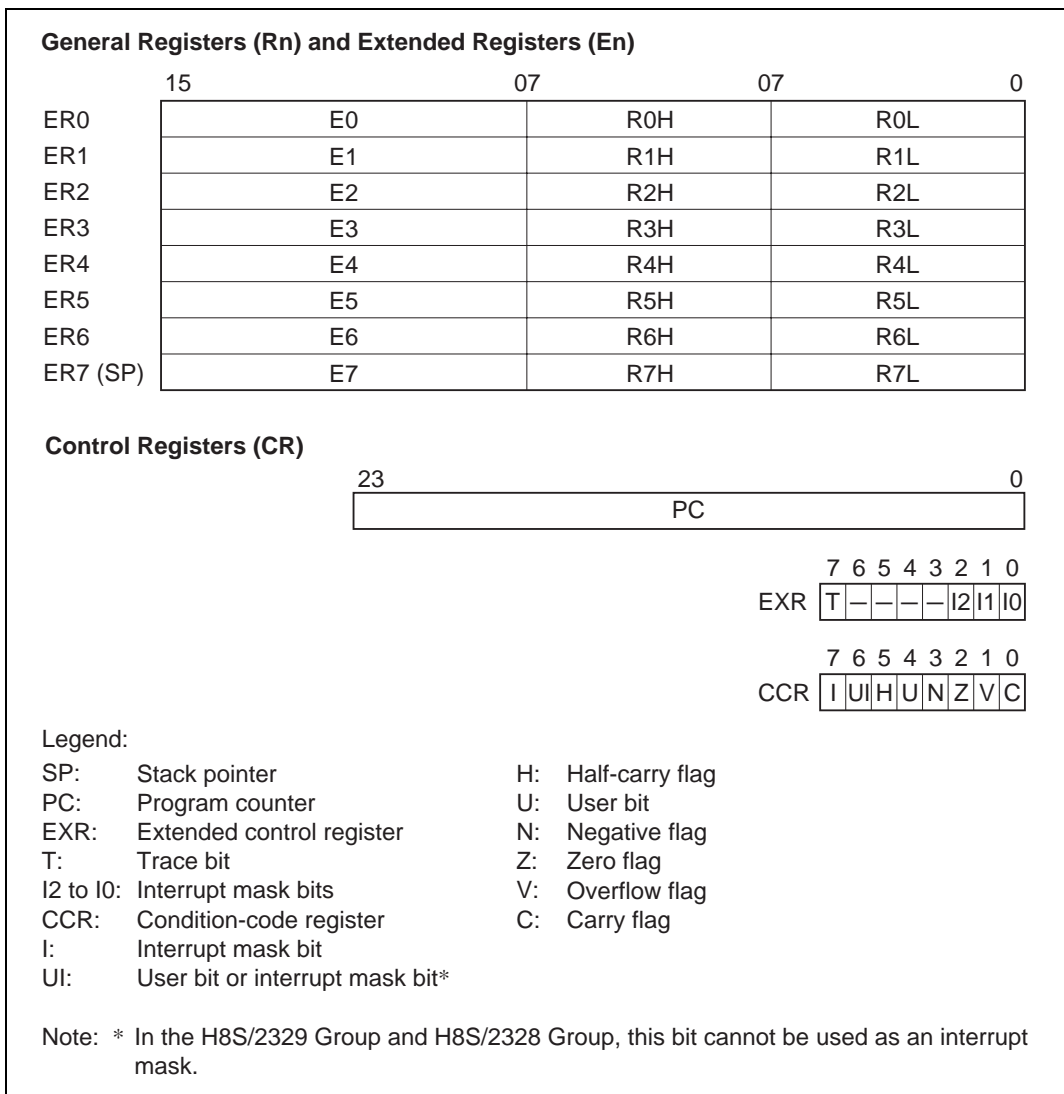 General Registers (Rn) and Extended Registers (En)
15 07 07 0
ER0 E0 R0H R0L
ER1 E1 R1H R1L
ER2 E2 R2H R2L
ER3 E3 R3H R3L
ER4 E4 R4H R4L
ER5 E5 R5H R5L
ER6 E6 R6H R6L
ER7 (SP) E7 R7H R7L
Control Registers (CR)
23 0
PC
7 6 5 4 3 2 1 0
EXR T — — — — I2 I1 I0
7 6 5 4 3 2 1 0
CCR I UI H U N Z V C
Legend:
SP: Stack pointer
PC: Program counter
EXR: Extended control register
T: Trace bit
I2 to I0: Interrupt mask bits
CCR: Condition-code register
I: Interrupt mask bit
UI: User bit or interrupt mask bit*
H: Half-carry flag
U: User bit
N: Negative flag
Z: Zero flag
V: Overflow flag
C: Carry flag
Note: * In the H8S/2329 Group and H8S/2328 Group, this bit cannot be used as an interrupt
mask.